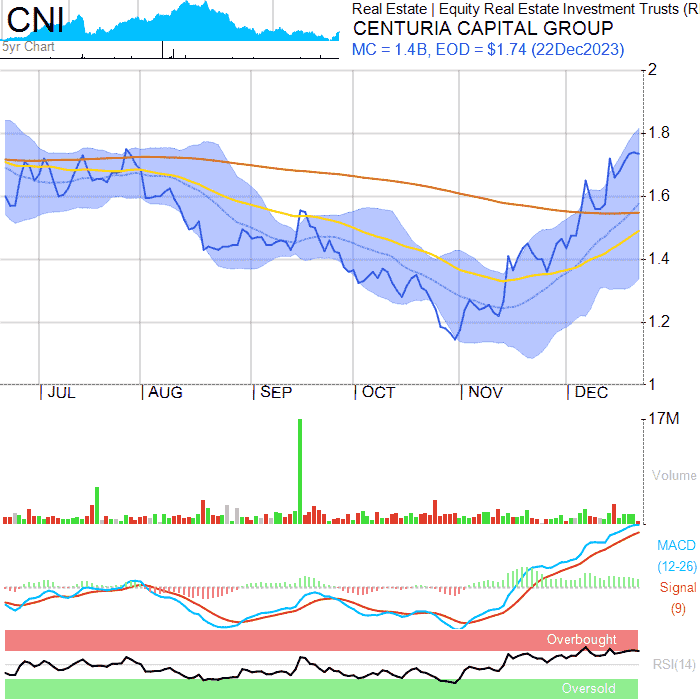 CNI
5yr Chart
Real Estate | Equity Real Estate Investment Trusts (R
CENTURIA CAPITAL GROUP
MC = 1.4B, EOD = $1.74 (22Dec2023)
2
1.8
1.6
1.4
1.2
1
| JUL | AUG | SEP | OCT | NOV | DEC
17M
Volume
MACD
(12-26)
Signal
(9)
Overbought
RSI(14)
Oversold